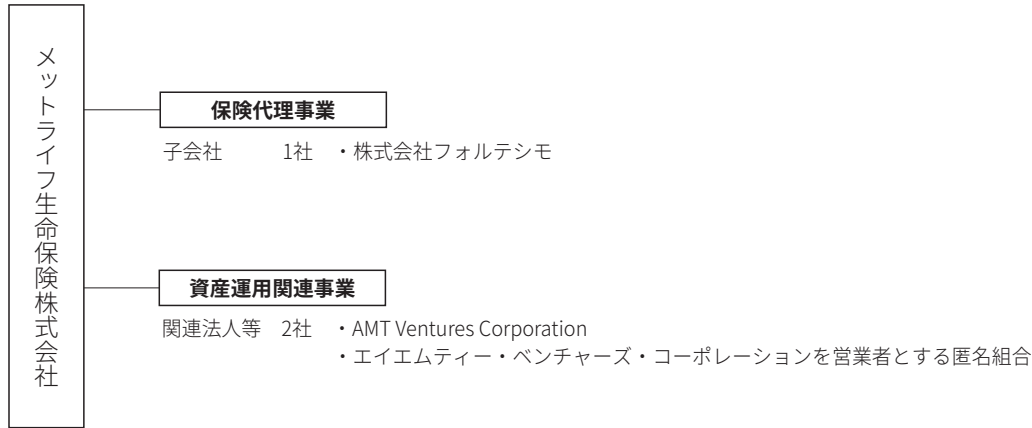 メットライフ生命保険株式会社
保険代理事業
子会社 1社 ・株式会社フォルテシモ
資産運用関連事業
関連法人等 2社 ・AMT Ventures Corporation
・エイエムティー・ベンチャーズ・コーポレーションを営業者とする匿名組合